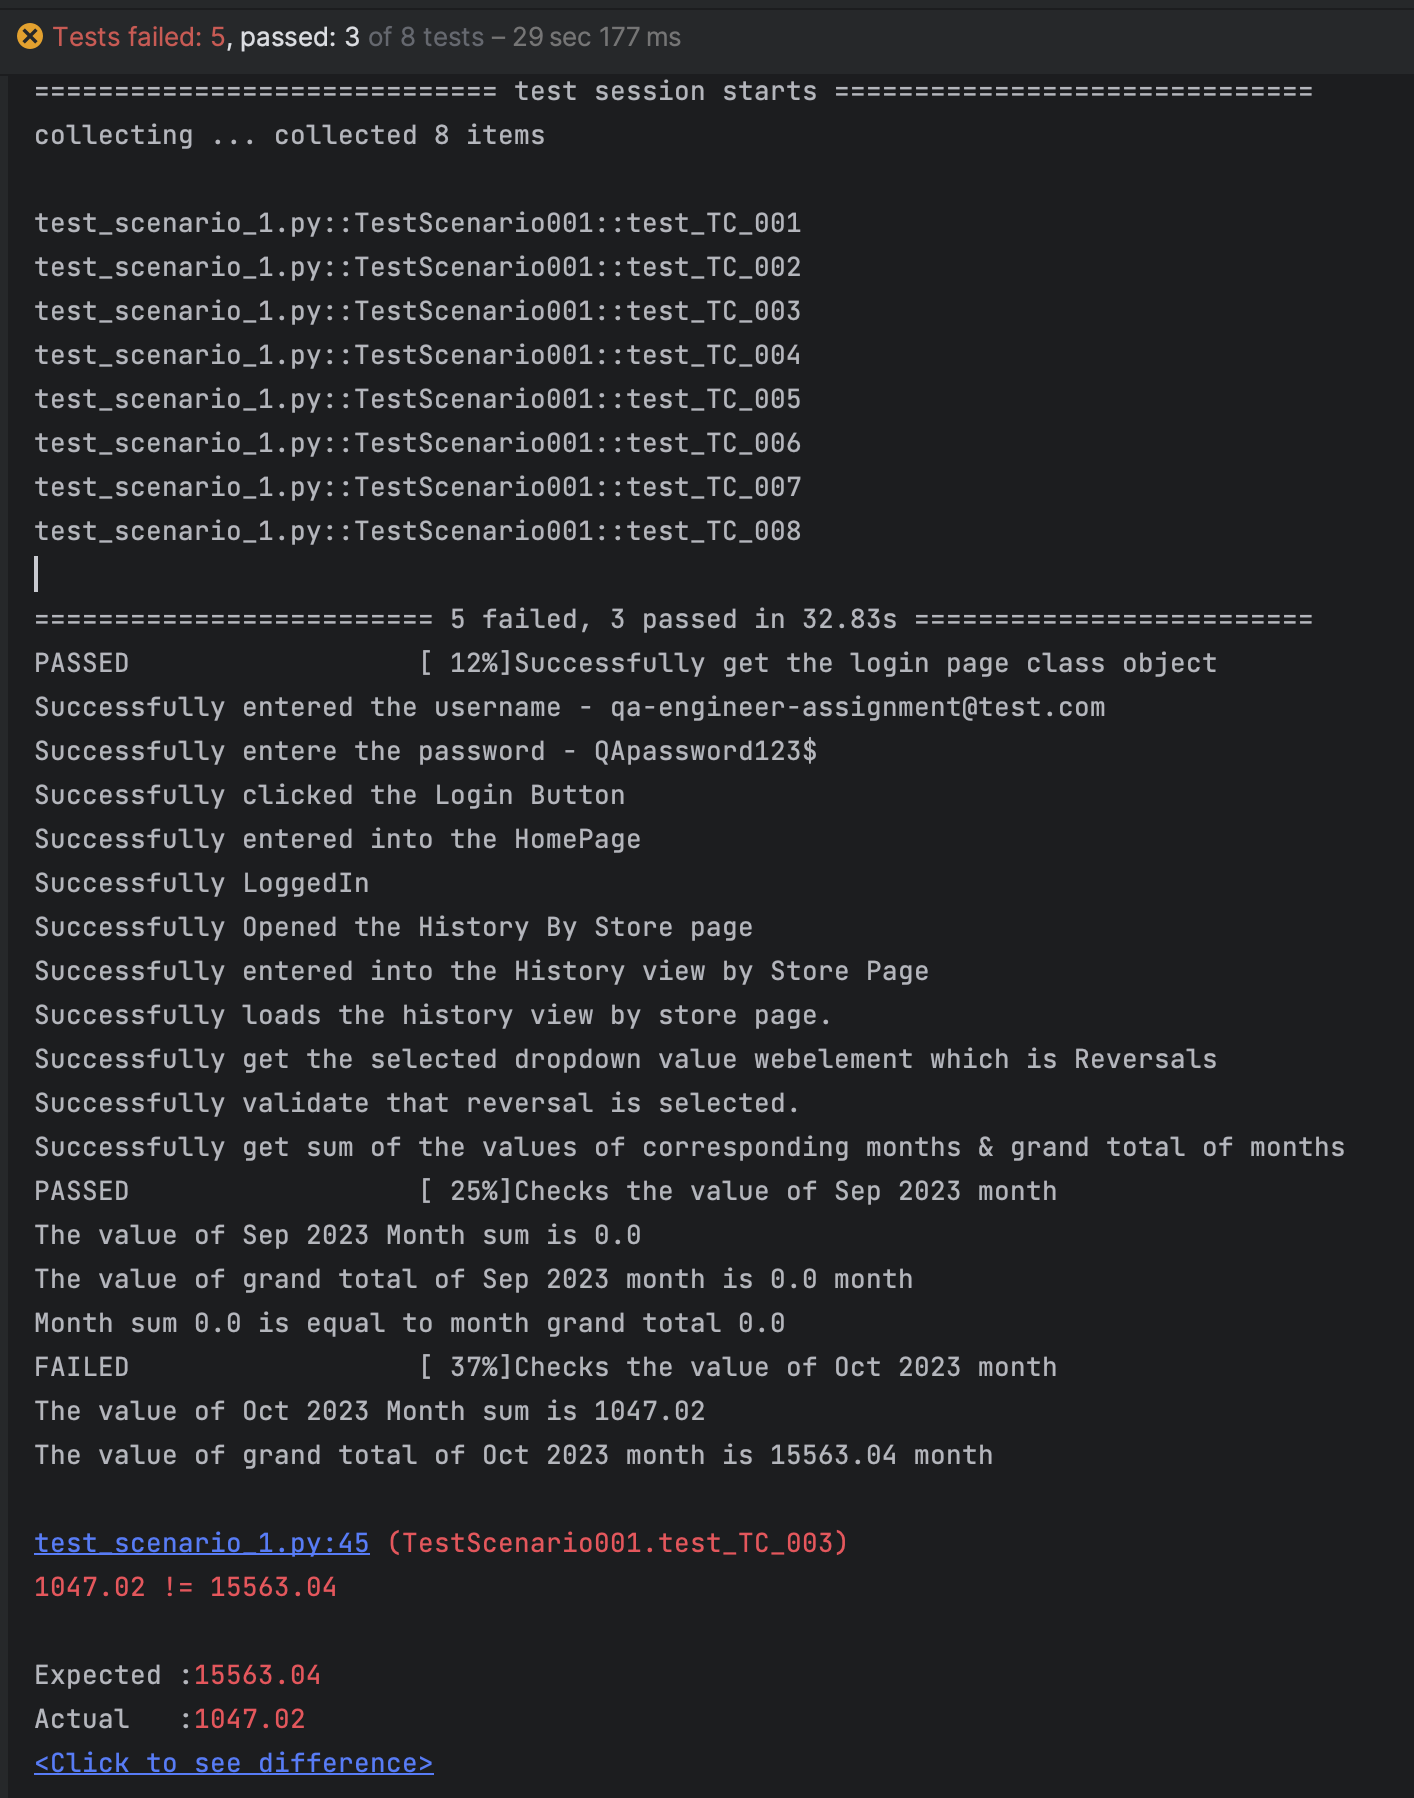 Tests failed: 5, passed: 3 of 8 tests – 29 sec 177 ms
============================= test session starts ==============================
collecting ... collected 8 items
test_scenario_1.py::TestScenario001::test_TC_001
test_scenario_1.py::TestScenario001::test_TC_002
test_scenario_1.py::TestScenario001::test_TC_003
test_scenario_1.py::TestScenario001::test_TC_004
test_scenario_1.py::TestScenario001::test_TC_005
test_scenario_1.py::TestScenario001::test_TC_006
test_scenario_1.py::TestScenario001::test_TC_007
test_scenario_1.py::TestScenario001::test_TC_008
========================= 5 failed, 3 passed in 32.83s =========================
PASSED                  [ 12%]Successfully get the login page class object
Successfully entered the username - qa-engineer-assignment@test.com
Successfully entere the password - QApassword123$
Successfully clicked the Login Button
Successfully entered into the HomePage
Successfully LoggedIn
Successfully Opened the History By Store page
Successfully entered into the History view by Store Page
Successfully loads the history view by store page.
Successfully get the selected dropdown value webelement which is Reversals
Successfully validate that reversal is selected.
Successfully get sum of the values of corresponding months & grand total of months
PASSED                  [ 25%]Checks the value of Sep 2023 month
The value of Sep 2023 Month sum is 0.0
The value of grand total of Sep 2023 month is 0.0 month
Month sum 0.0 is equal to month grand total 0.0
FAILED                  [ 37%]Checks the value of Oct 2023 month
The value of Oct 2023 Month sum is 1047.02
The value of grand total of Oct 2023 month is 15563.04 month
test_scenario_1.py:45 (TestScenario001.test_TC_003)
1047.02 != 15563.04
Expected :15563.04
Actual   :1047.02
<Click to see difference>